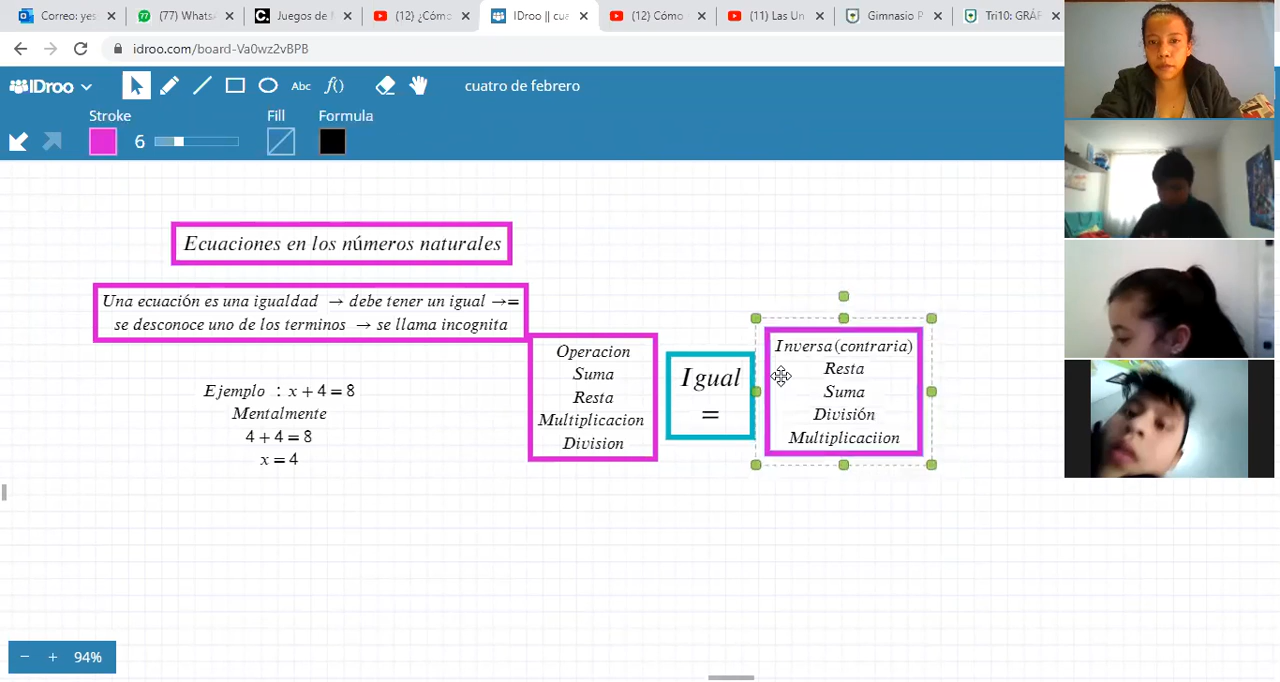 Correo: yes
(77) WhatsA
Juegos de
(12) ¿Cómo
IDroo || cua
(12) Cómo
(11) Las Un
Gimnasio P
Tri10: GRÁF
idroo.com/board-Va0wz2vBPB
IDroo
Abc
f()
cuatro de febrero
Stroke
Fill
Formula
6
Ecuaciones en los números naturales
Una ecuación es una igualdad → debe tener un igual →=
se desconoce uno de los terminos → se llama incognita
Ejemplo : x + 4 = 8
Mentalmente
4 + 4 = 8
x = 4
Operacion
Suma
Resta
Multiplicacion
Division
Igual
=
Inversa (contraria)
Resta
Suma
División
Multiplicaciion
94%